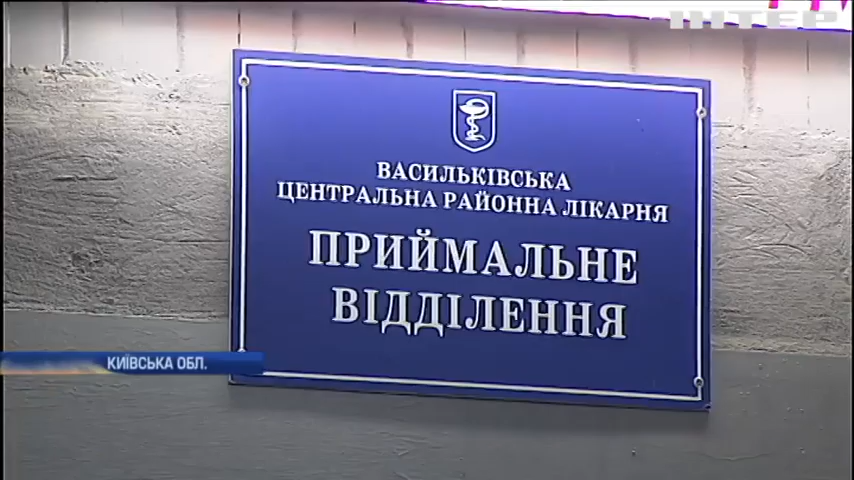 ІНТЕР
ВАСИЛЬКІВСЬКА
ЦЕНТРАЛЬНА РАЙОННА ЛІКАРНЯ
ПРИЙМАЛЬНЕ
ВІДДІЛЕННЯ
КИЇВСЬКА ОБЛ.